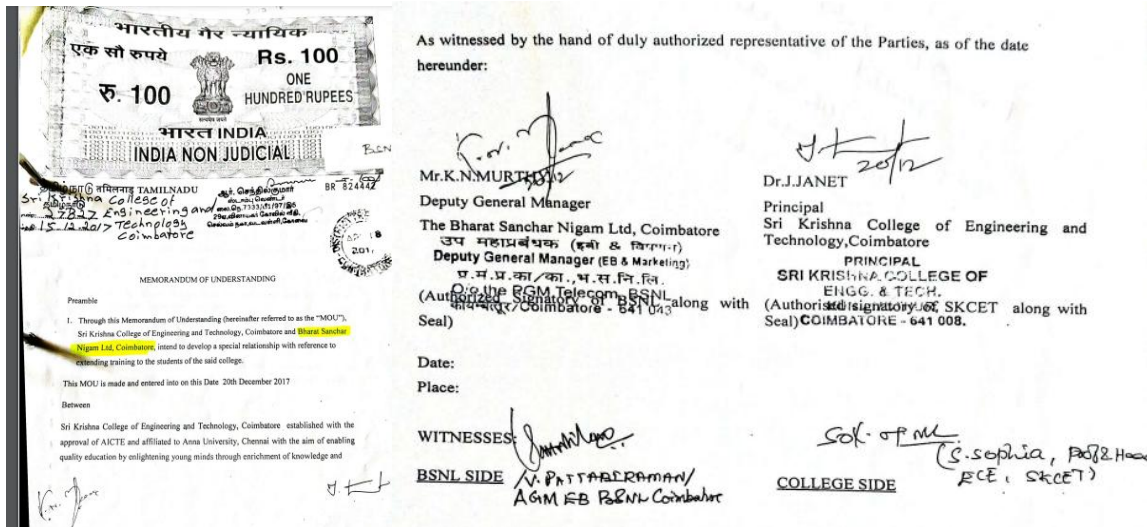 भारतीय गैर न्यायिक
एक सौ रुपये
Rs. 100
रु. 100
ONE
HUNDRED RUPEES
सत्यमेव जयते
भारत INDIA
INDIA NON JUDICIAL
தமிழ்நாடு तमिलनाडु TAMILNADU
BR 824442
Sri Krishna College of
27827 Engineering and
15.12.2017 Technology
Coimbatore
ஆர். செந்தில்குமார்
MEMORANDUM OF UNDERSTANDING
Preamble
1. Through this Memorandum of Understanding (hereinafter referred to as the "MOU"),
Sri Krishna College of Engineering and Technology, Coimbatore and Bharat Sanchar
Nigam Ltd, Coimbatore, intend to develop a special relationship with reference to
extending training to the students of the said college.
This MOU is made and entered into on this Date 20th December 2017
Between
Sri Krishna College of Engineering and Technology, Coimbatore established with the
approval of AICTE and affiliated to Anna University, Chennai with the aim of enabling
quality education by enlightening young minds through enrichment of knowledge and
As witnessed by the hand of duly authorized representative of the Parties, as of the date
hereunder:
Mr.K.N.MURTHY
Deputy General Manager
The Bharat Sanchar Nigam Ltd, Coimbatore
उप महाप्रबंधक
Deputy General Manager (EB & Marketing)
प्र.म.प्र.का/का., भ.स.नि.लि.
O/o the PGM Telecom, BSNL
कोयम्बत्तूर/Coimbatore - 641 043
(Authorized Signatory of BSNL along with
Seal)
20/12
Dr.J.JANET
Principal
Sri Krishna College of Engineering and
Technology,Coimbatore
PRINCIPAL
SRI KRISHNA COLLEGE OF
ENGG. & TECH.
(Authorised signatory of SKCET along with
Seal)
COIMBATORE - 641 008.
Date:
Place:
WITNESSES:
BSNL SIDE
/N. PATTABIRAMAN/
AGM EB BSNL Coimbatore
(S.Sophia, Prof & Head
ECE, SKCET)
COLLEGE SIDE